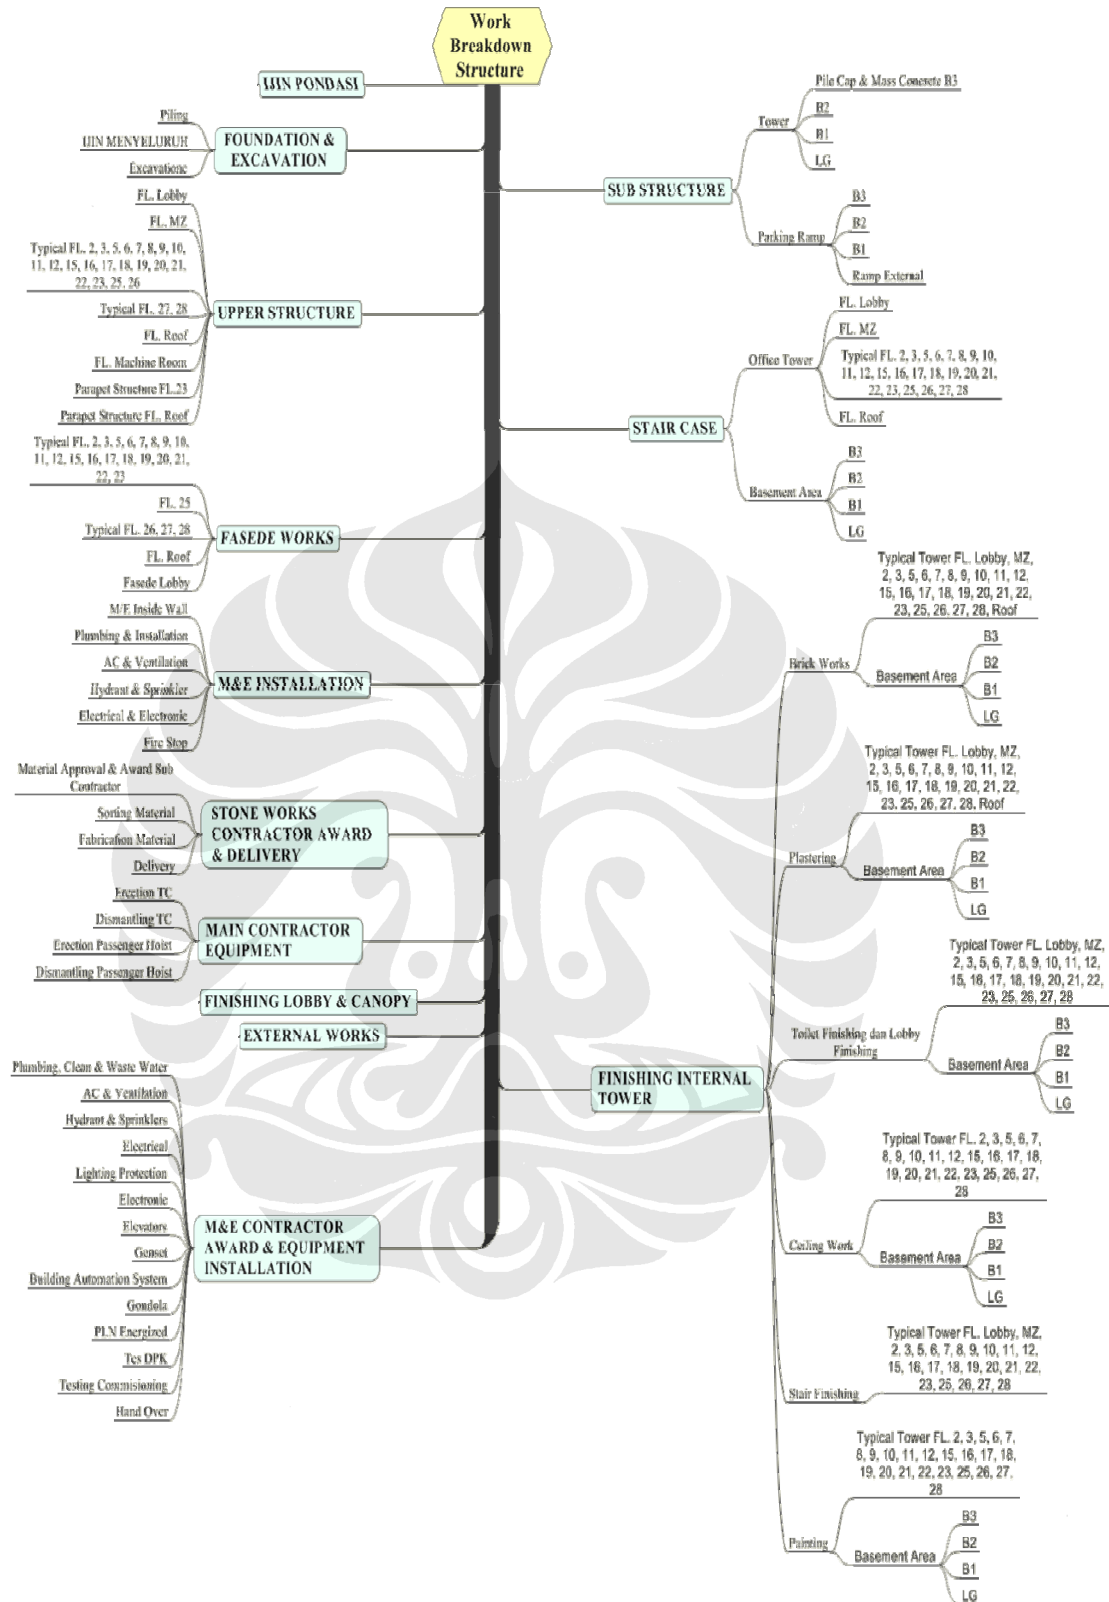 Work
Breakdown
Structure
IJIN PONDASI
Piling
IJIN MENYELURUH
Excavatione
FOUNDATION &
EXCAVATION
FL. Lobby
FL. MZ
Typical FL. 2, 3, 5, 6, 7, 8, 9, 10,
11, 12, 15, 16, 17, 18, 19, 20, 21,
22, 23, 25, 26
Typical FL. 27, 28
FL. Roof
FL. Machine Room
Parapet Structure FL.23
Parapet Structure FL. Roof
UPPER STRUCTURE
Typical FL. 2, 3, 5, 6, 7, 8, 9, 10,
11, 12, 15, 16, 17, 18, 19, 20, 21,
22, 23
FL. 25
Typical FL. 26, 27, 28
FL. Roof
Fasede Lobby
FASEDE WORKS
M/E Inside Wall
Plumbing & Installation
AC & Ventilation
Hydrant & Sprinkler
Electrical & Electronic
Fire Stop
M&E INSTALLATION
Material Approval & Award Sub
Contractor
Sorting Material
Fabrication Material
Delivery
STONE WORKS
CONTRACTOR AWARD
& DELIVERY
Erection TC
Dismantling TC
Erection Passenger Hoist
Dismantling Passenger Hoist
MAIN CONTRACTOR
EQUIPMENT
FINISHING LOBBY & CANOPY
EXTERNAL WORKS
Plumbing, Clean & Waste Water
AC & Ventilation
Hydrant & Sprinklers
Electrical
Lighting Protection
Electronic
Elevators
Genset
Building Automation System
Gondola
PLN Energized
Tes DPK
Testing Commisioning
Hand Over
M&E CONTRACTOR
AWARD & EQUIPMENT
INSTALLATION
SUB STRUCTURE
Tower
Pile Cap & Mass Concrete B3
B2
B1
LG
Parking Ramp
B3
B2
B1
Ramp External
STAIR CASE
Office Tower
FL. Lobby
FL. MZ
Typical FL. 2, 3, 5, 6, 7, 8, 9, 10,
11, 12, 15, 16, 17, 18, 19, 20, 21,
22, 23, 25, 26, 27, 28
FL. Roof
Basement Area
B3
B2
B1
LG
FINISHING INTERNAL
TOWER
Brick Works
Typical Tower FL. Lobby, MZ,
2, 3, 5, 6, 7, 8, 9, 10, 11, 12,
15, 16, 17, 18, 19, 20, 21, 22,
23, 25, 26, 27, 28, Roof
Basement Area
B3
B2
B1
LG
Plastering
Typical Tower FL. Lobby, MZ,
2, 3, 5, 6, 7, 8, 9, 10, 11, 12,
15, 16, 17, 18, 19, 20, 21, 22,
23, 25, 26, 27, 28, Roof
Basement Area
B3
B2
B1
LG
Toilet Finishing dan Lobby
Finishing
Typical Tower FL. Lobby, MZ,
2, 3, 5, 6, 7, 8, 9, 10, 11, 12,
15, 16, 17, 18, 19, 20, 21, 22,
23, 25, 26, 27, 28
Basement Area
B3
B2
B1
LG
Ceiling Work
Typical Tower FL. 2, 3, 5, 6, 7,
8, 9, 10, 11, 12, 15, 16, 17, 18,
19, 20, 21, 22, 23, 25, 26, 27,
28
Basement Area
B3
B2
B1
LG
Stair Finishing
Typical Tower FL. Lobby, MZ,
2, 3, 5, 6, 7, 8, 9, 10, 11, 12,
15, 16, 17, 18, 19, 20, 21, 22,
23, 25, 26, 27, 28
Painting
Typical Tower FL. 2, 3, 5, 6, 7,
8, 9, 10, 11, 12, 15, 16, 17, 18,
19, 20, 21, 22, 23, 25, 26, 27,
28
Basement Area
B3
B2
B1
LG